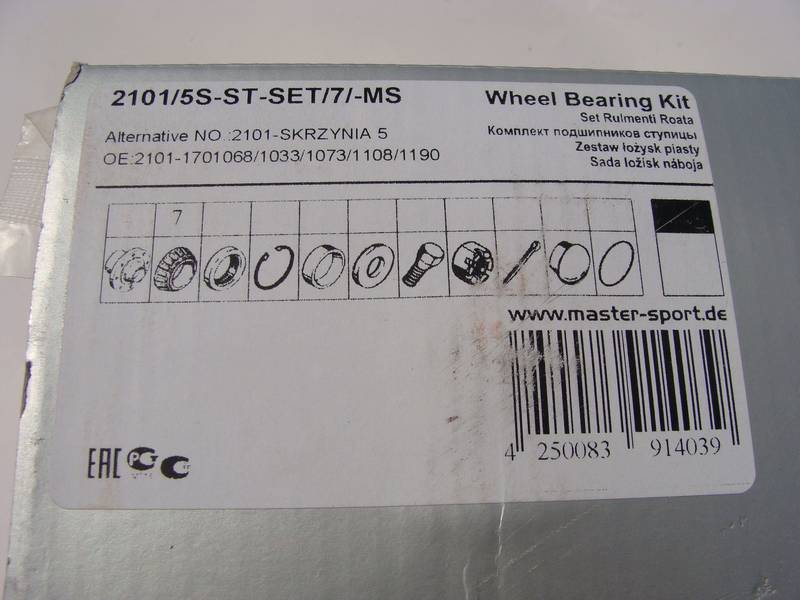 2101/5S-ST-SET/7/-MS
Alternative NO.:2101-SKRZYNIA 5
OE:2101-1701068/1033/1073/1108/1190
Wheel Bearing Kit
Set Rulmenti Roata
Комплект подшипников ступицы
Zestaw łożysk piasty
Sada ložisk náboja
7
www.master-sport.de
4 250083 914039
EAC PG